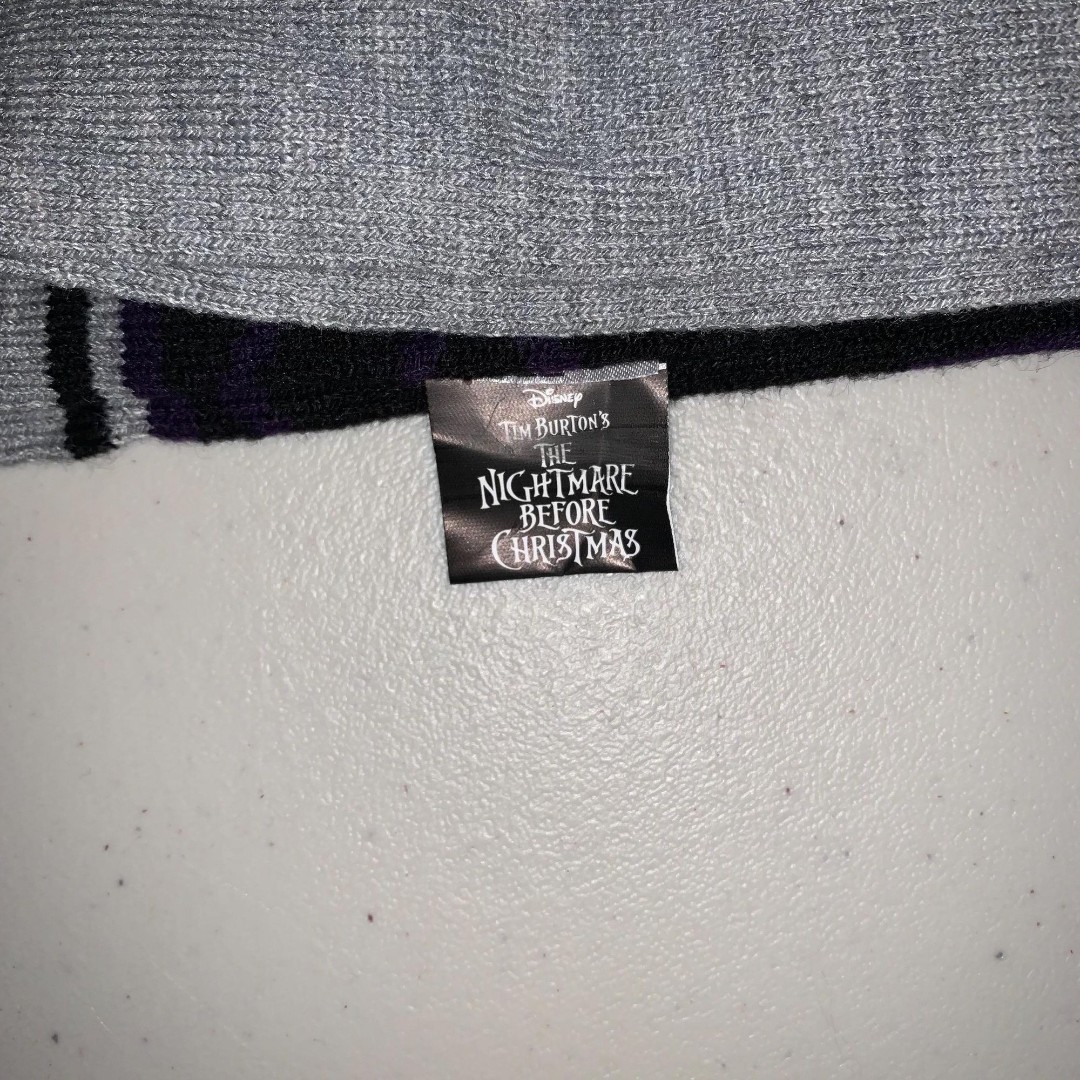 Disney
Tim Burton's
The
Nightmare
Before
Christmas